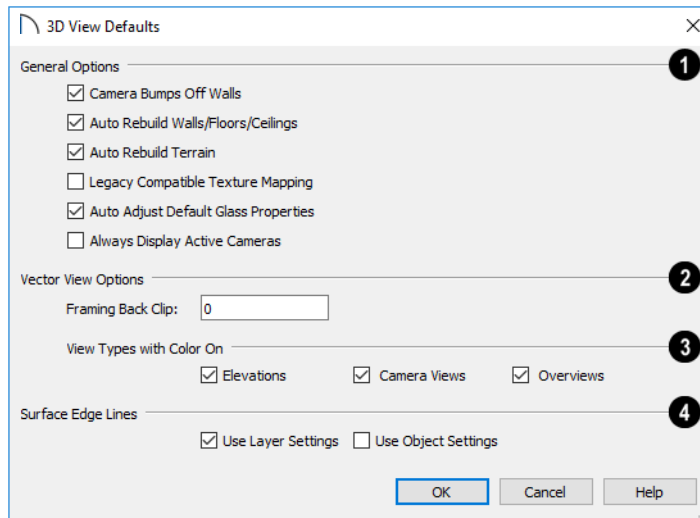 3D View Defaults
General Options 1
Camera Bumps Off Walls
Auto Rebuild Walls/Floors/Ceilings
Auto Rebuild Terrain
Legacy Compatible Texture Mapping
Auto Adjust Default Glass Properties
Always Display Active Cameras
Vector View Options 2
Framing Back Clip: 0
View Types with Color On 3
Elevations Camera Views Overviews
Surface Edge Lines 4
Use Layer Settings Use Object Settings
OK Cancel Help